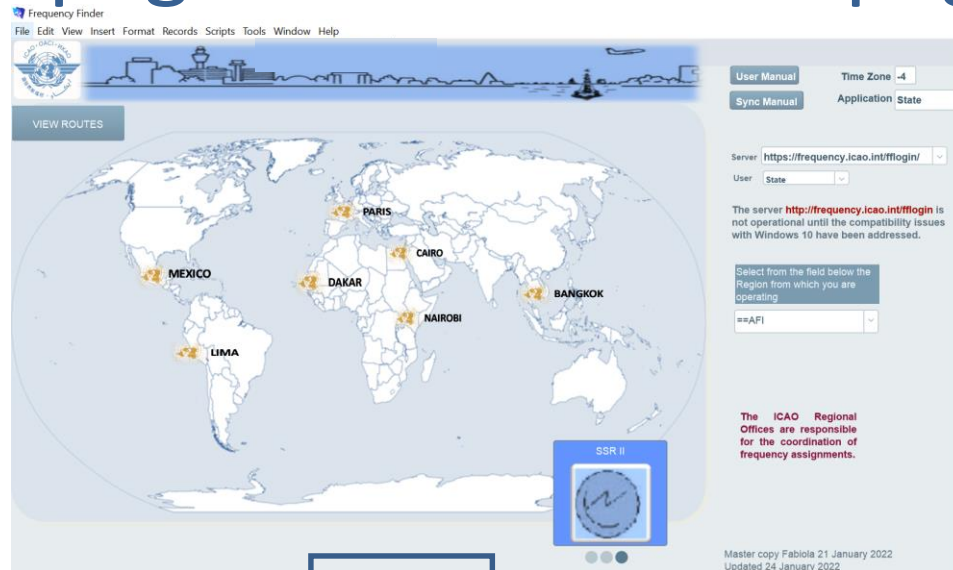 Frequency Finder
File Edit View Insert Format Records Scripts Tools Window Help
User Manual
Time Zone -4
Sync Manual
Application State
VIEW ROUTES
Server https://frequency.icao.int/fflogin/
User State
The server http://frequency.icao.int/fflogin is
not operational until the compatibility issues
with Windows 10 have been addressed.
Select from the field below the
Region from which you are
operating
==AFI
PARIS
CAIRO
MEXICO
DAKAR
BANGKOK
NAIROBI
LIMA
The ICAO Regional
Offices are responsible
for the coordination of
frequency assignments.
SSR II
Master copy Fabiola 21 January 2022
Updated 24 January 2022